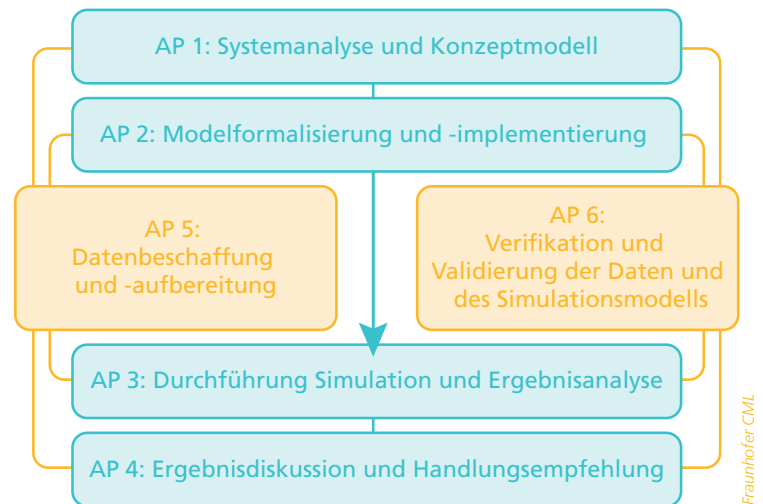 AP 1: Systemanalyse und Konzeptmodell
AP 2: Modelformalisierung und -implementierung
AP 5:
Datenbeschaffung
und -aufbereitung
AP 6:
Verifikation und
Validierung der Daten und
des Simulationsmodells
AP 3: Durchführung Simulation und Ergebnisanalyse
AP 4: Ergebnisdiskussion und Handlungsempfehlung
Fraunhofer CML